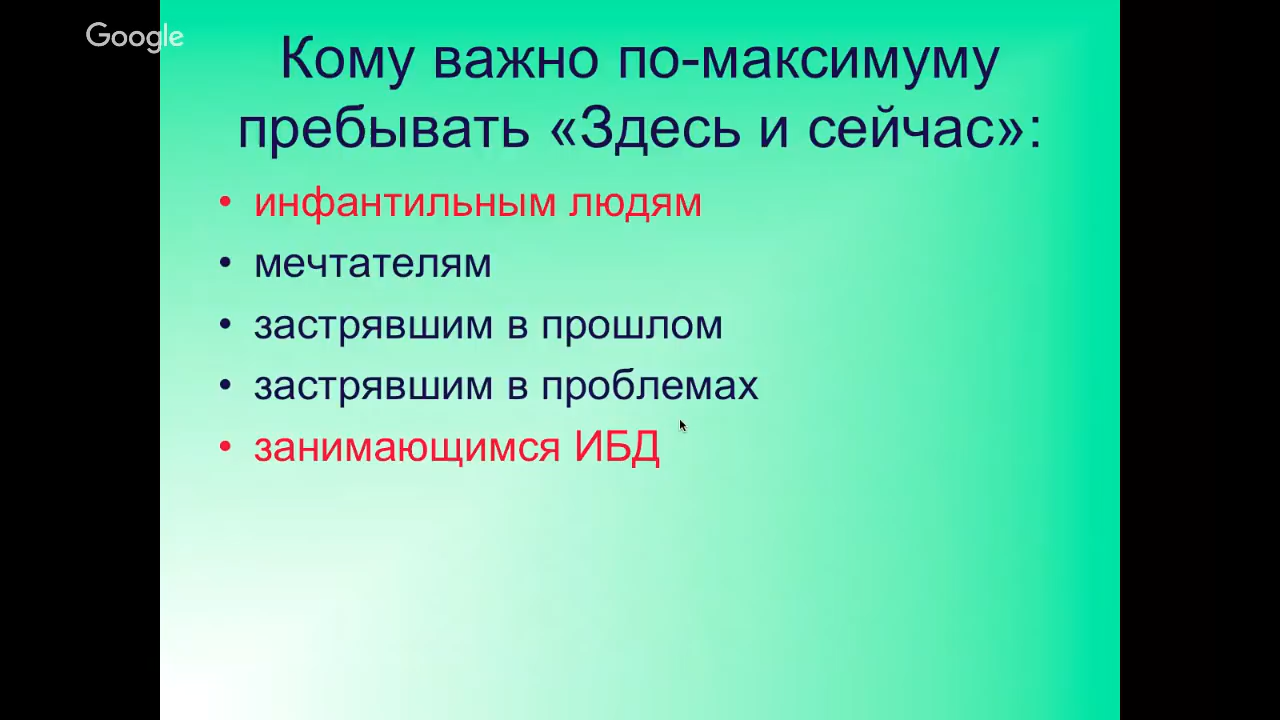 Google
Кому важно по-максимуму
пребывать «Здесь и сейчас»:
• инфантильным людям
• мечтателям
• застрявшим в прошлом
• застрявшим в проблемах
• занимающимся ИБД